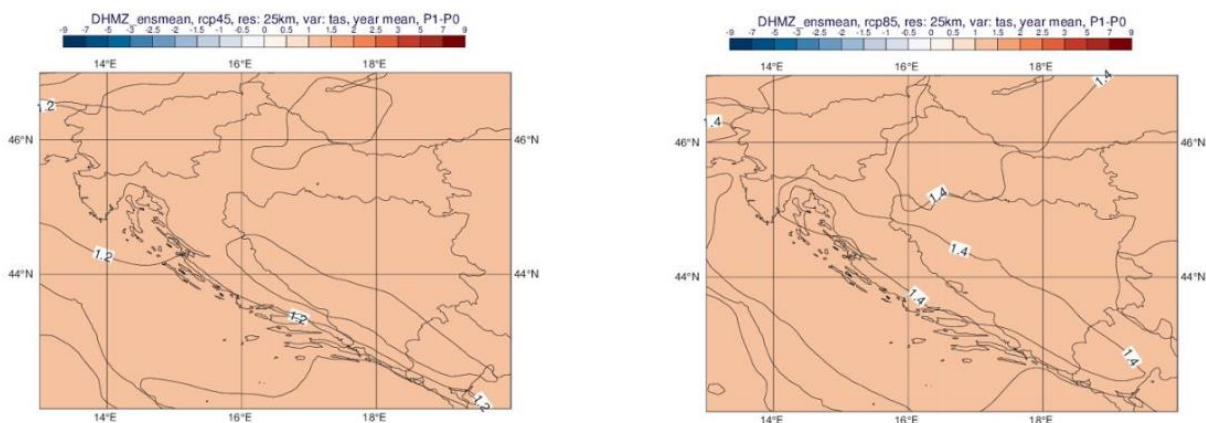 DHMZ_ensmean, rcp45, res: 25km, var: tas, year mean, P1-P0
-9 -7 -5 -3 -2.5 -2 -1.5 -1 -0.5 0 0.5 1 1.5 2 2.5 3 5 7 9
14°E 16°E 18°E
1.2
46°N 46°N
1.2
44°N 44°N
1.2
1.2
14°E 16°E 18°E
DHMZ_ensmean, rcp85, res: 25km, var: tas, year mean, P1-P0
-9 -7 -5 -3 -2.5 -2 -1.5 -1 -0.5 0 0.5 1 1.5 2 2.5 3 5 7 9
14°E 16°E 18°E
1.4
1.4
46°N 46°N
1.4
1.4
44°N 44°N
1.4
1.4
14°E 16°E 18°E